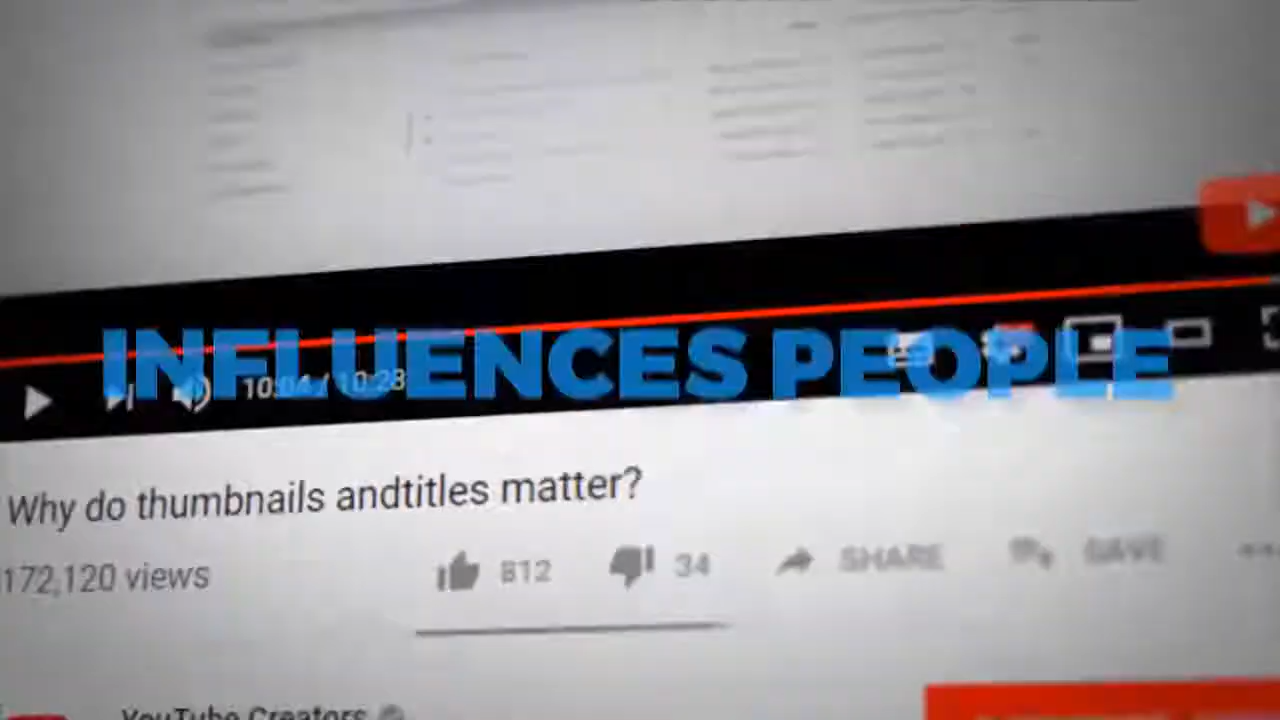 INFLUENCES PEOPLE
10:04 / 10:28
Why do thumbnails andtitles matter?
172,120 views
812
34
SHARE
SAVE
YouTube Creators